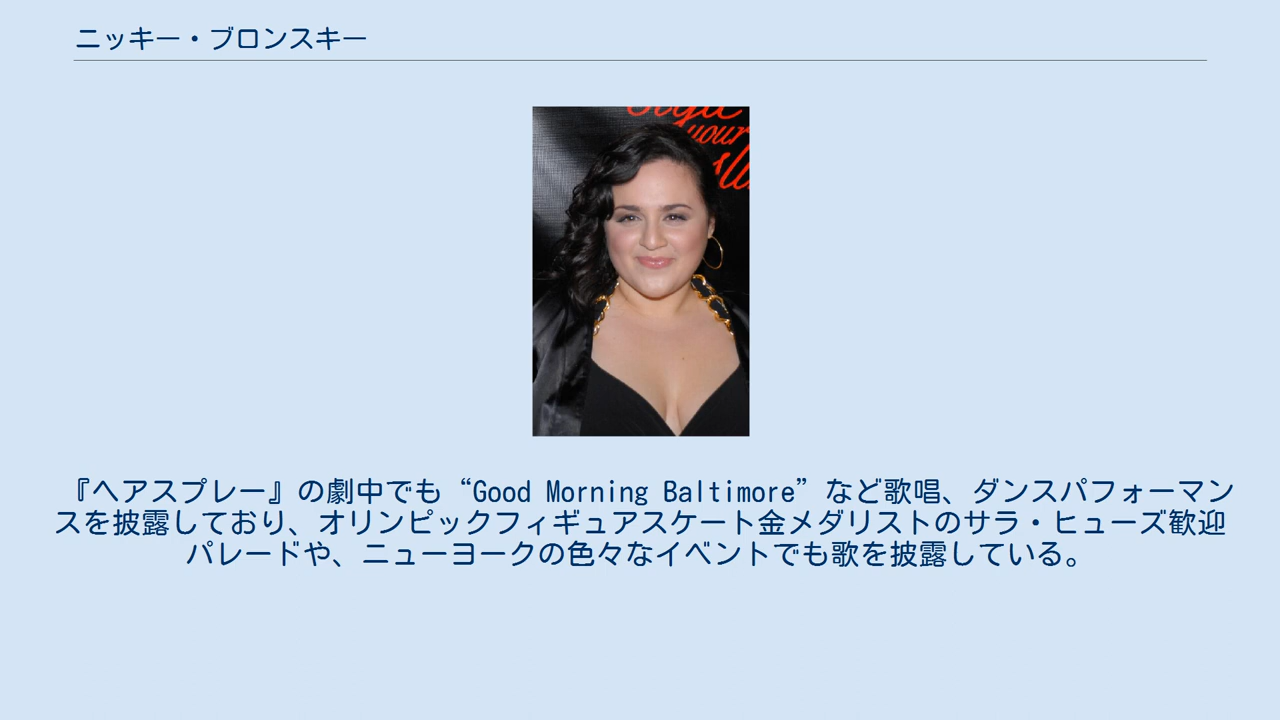 ニッキー・ブロンスキー
your
『ヘアスプレー』の劇中でも“Good Morning Baltimore”など歌唱、ダンスパフォーマン
スを披露しており、オリンピックフィギュアスケート金メダリストのサラ・ヒューズ歓迎
パレードや、ニューヨークの色々なイベントでも歌を披露している。